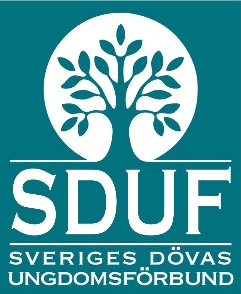 SDUF
SVERIGES DÖVAS
UNGDOMSFÖRBUND